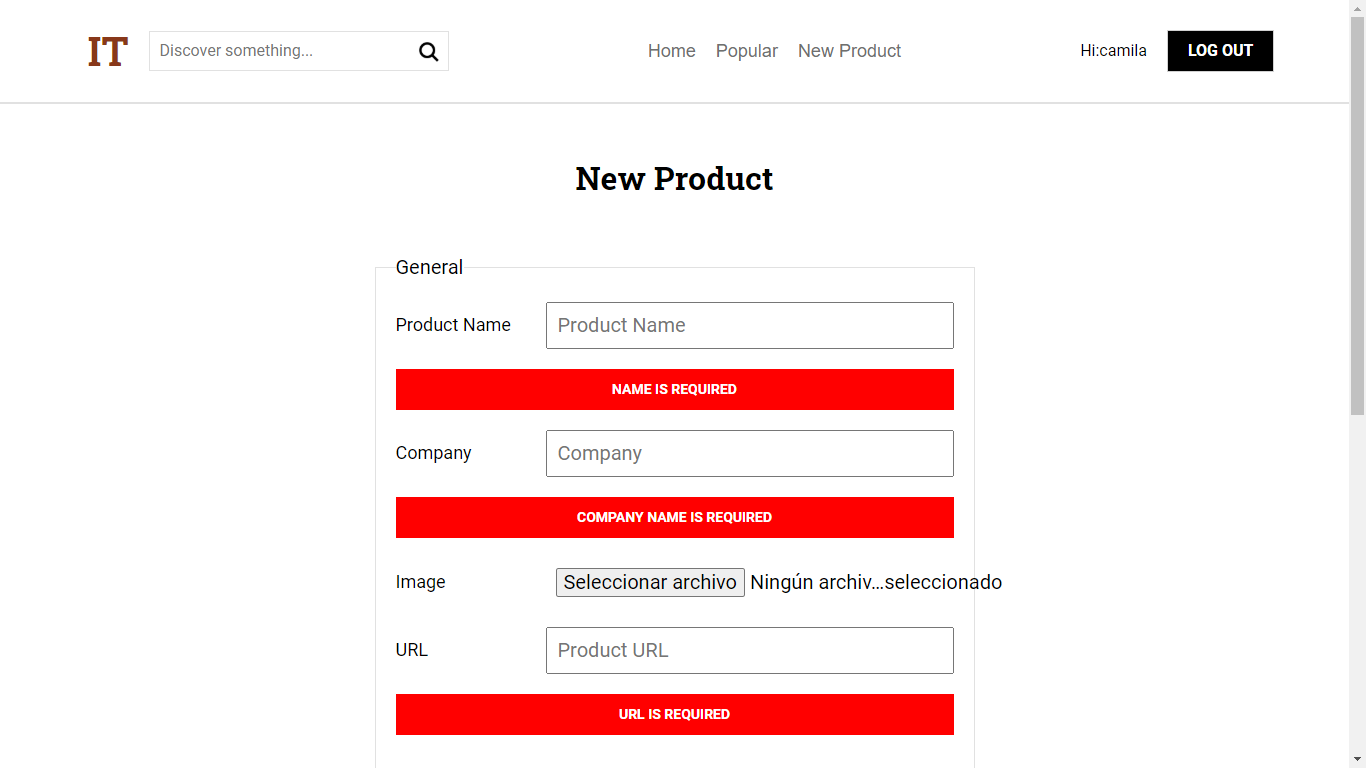 IT
Discover something...
Home Popular New Product
Hi:camila
LOG OUT
New Product
General
Product Name
Product Name
NAME IS REQUIRED
Company
Company
COMPANY NAME IS REQUIRED
Image
Seleccionar archivo Ningún archiv...seleccionado
URL
Product URL
URL IS REQUIRED